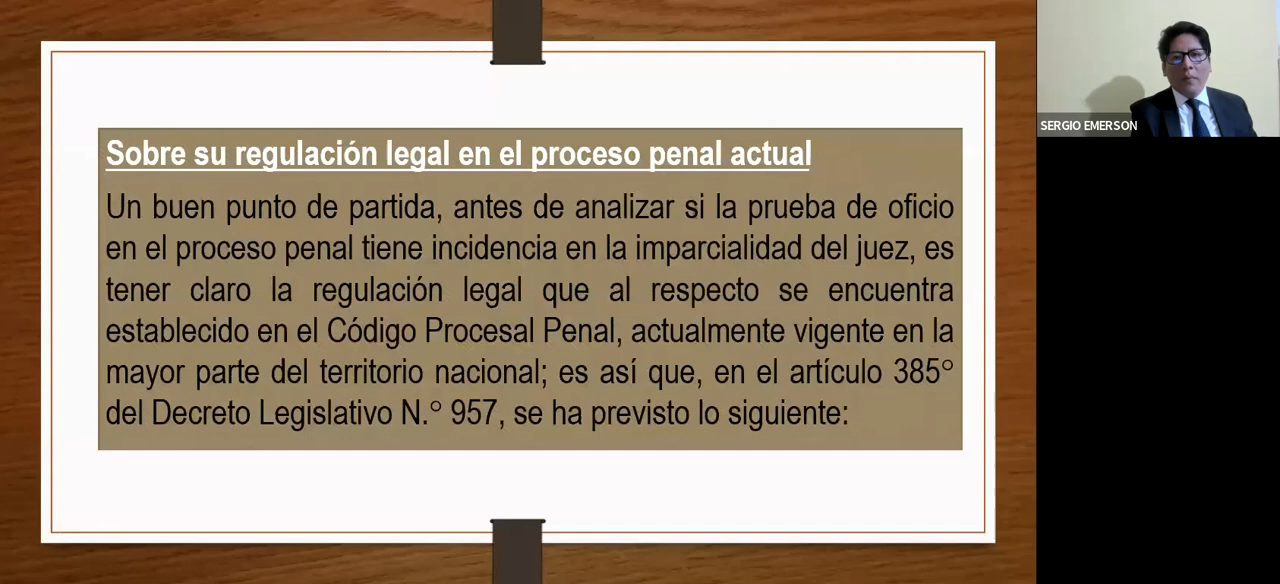 Sobre su regulación legal en el proceso penal actual
Un buen punto de partida, antes de analizar si la prueba de oficio
en el proceso penal tiene incidencia en la imparcialidad del juez, es
tener claro la regulación legal que al respecto se encuentra
establecido en el Código Procesal Penal, actualmente vigente en la
mayor parte del territorio nacional; es así que, en el artículo 385°
del Decreto Legislativo N.° 957, se ha previsto lo siguiente:
SERGIO EMERSON